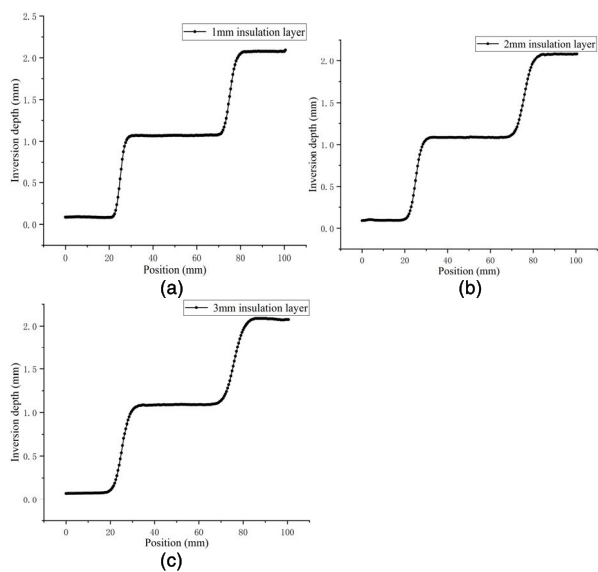 1mm insulation layer
2.5
2.0
1.5
1.0
0.5
0.0
Inversion depth (mm)
0 20 40 60 80 100
Position (mm)
(a)
2mm insulation layer
2.0
1.5
1.0
0.5
0.0
Inversion depth (mm)
0 20 40 60 80 100
Position (mm)
(b)
3mm insulation layer
2.0
1.5
1.0
0.5
0.0
Inversion depth (mm)
0 20 40 60 80 100
Position (mm)
(c)